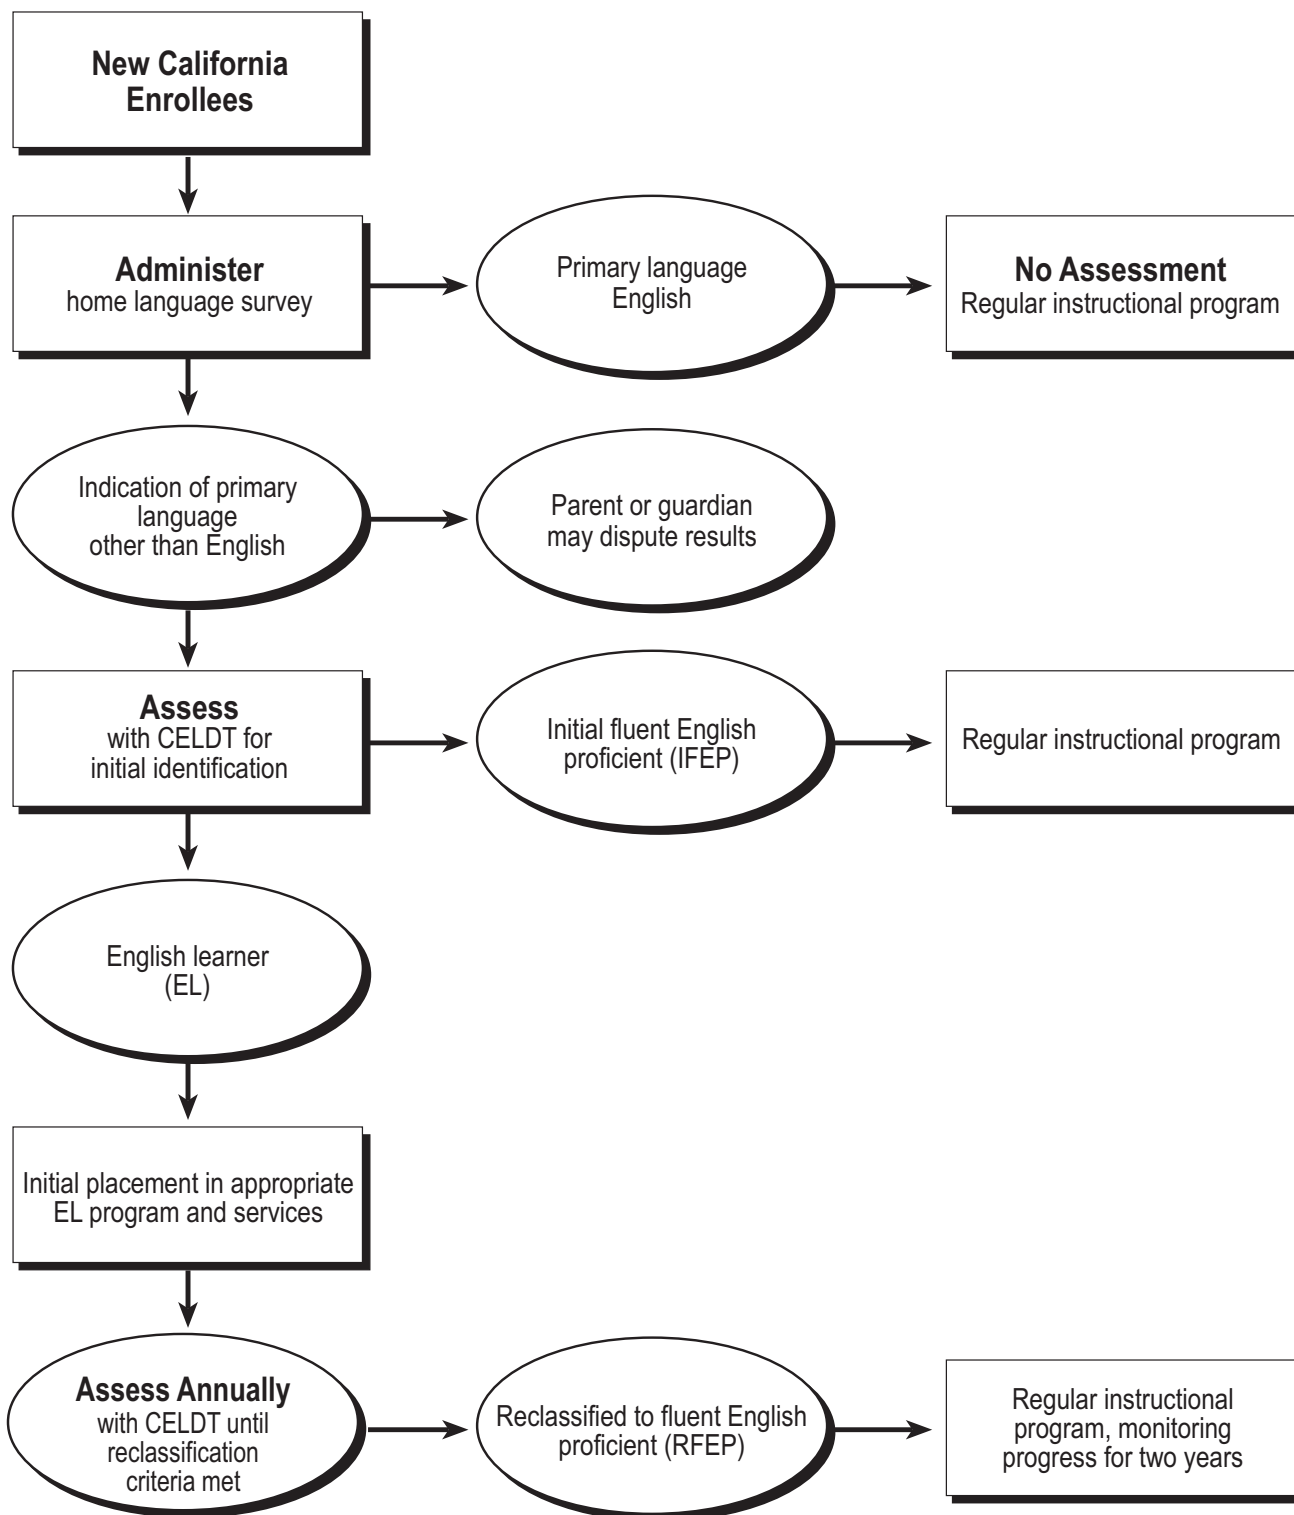 New California
Enrollees
Administer
home language survey
Primary language
English
No Assessment
Regular instructional program
Indication of primary
language
other than English
Parent or guardian
may dispute results
Assess
with CELDT for
initial identification
Initial fluent English
proficient (IFEP)
Regular instructional program
English learner
(EL)
Initial placement in appropriate
EL program and services
Assess Annually
with CELDT until
reclassification
criteria met
Reclassified to fluent English
proficient (RFEP)
Regular instructional
program, monitoring
progress for two years